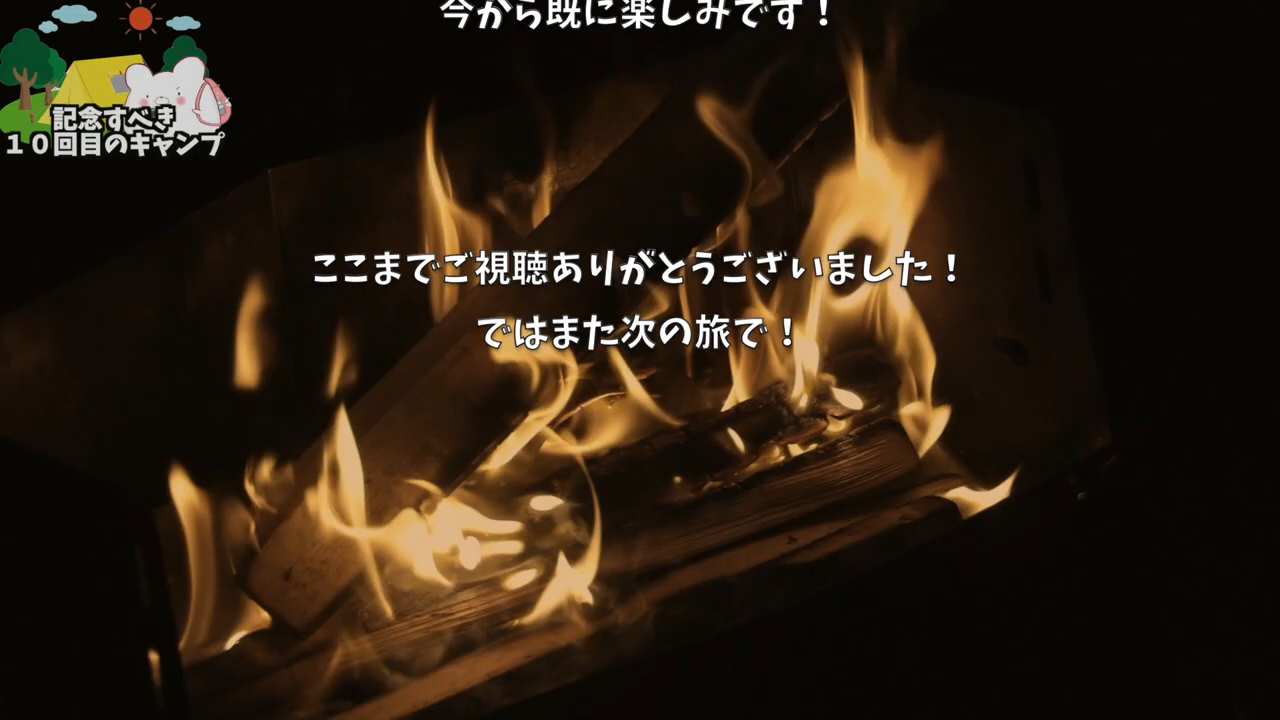 今から既に楽しみです！
記念すべき
１０回目のキャンプ
ここまでご視聴ありがとうございました！
ではまた次の旅で！